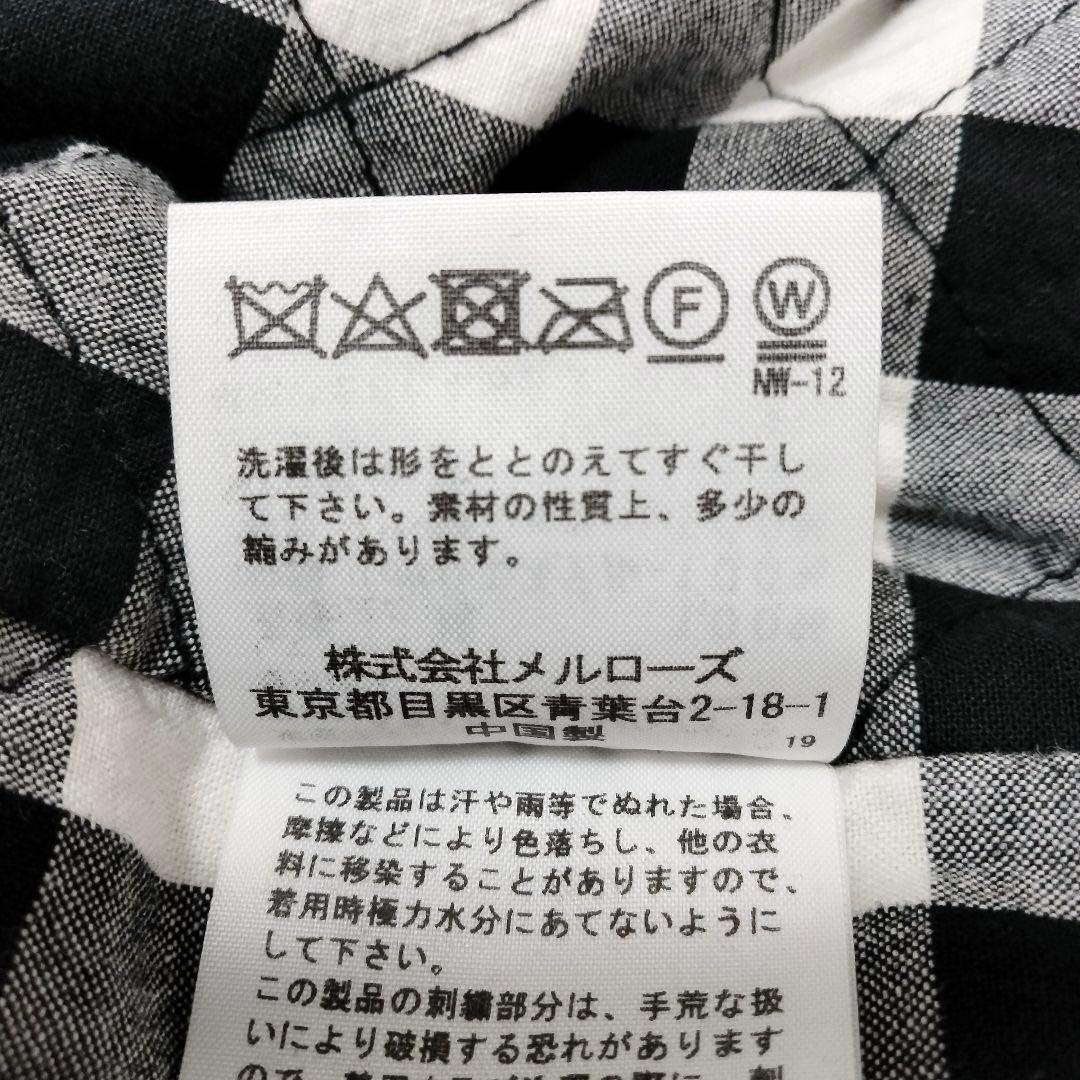 F W
NW-12
洗濯後は形をととのえてすぐ干し
て下さい。素材の性質上、多少の
縮みがあります。
株式会社メルローズ
東京都目黒区青葉台2-18-1
中国製
19
この製品は汗や雨等でぬれた場合、
摩擦などにより色落ちし、他の衣
料に移染することがありますので、
着用時極力水分にあてないように
して下さい。
この製品の刺繍部分は、手荒な扱
いにより破損する恐れがあります
ので、